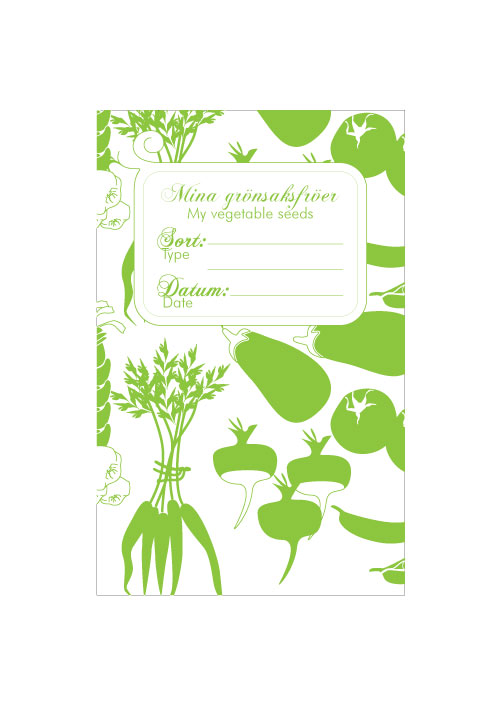 Mina grönsaksfröer
My vegetable seeds
Sort:
Type
Datum:
Date